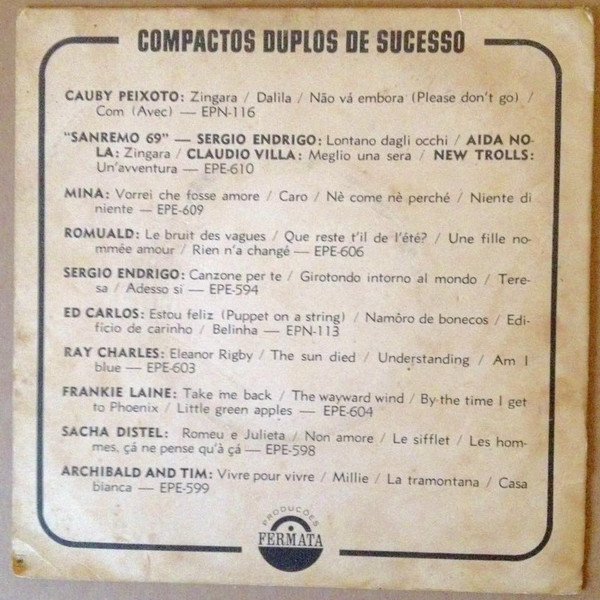 COMPACTOS DUPLOS DE SUCESSO
CAUBY PEIXOTO: Zingara / Dalila / Não vá embora (Please don't go) /
Com (Avec) — EPN-116
"SANREMO 69" — SERGIO ENDRIGO: Lontano dagli occhi / AIDA NO-
LA: Zingara / CLAUDIO VILLA: Meglio una sera / NEW TROLLS:
Un'avventura — EPE-610
MINA: Vorrei che fosse amore / Caro / Nè come nè perché / Niente di
niente — EPE-609
ROMUALD: Le bruit des vagues / Que reste t'il de l'été? / Une fille no-
mmée amour / Rien n'a changé — EPE-606
SERGIO ENDRIGO: Canzone per te / Girotondo intorno al mondo / Tere-
sa / Adesso si — EPE-594
ED CARLOS: Estou feliz (Puppet on a string) / Namôro de bonecos / Edi-
ficio de carinho / Belinha — EPN-113
RAY CHARLES: Eleanor Rigby / The sun died / Understanding / Am I
blue — EPE-603
FRANKIE LAINE: Take me back / The wayward wind / By the time I get
to Phoenix / Little green apples — EPE-604
SACHA DISTEL: Romeu e Julieta / Non amore / Le sifflet / Les hom-
mes, çá ne pense qu'à çá — EPE-598
ARCHIBALD AND TIM: Vivre pour vivre / Millie / La tramontana / Casa
bianca — EPE-599
PRODUCÕES
FERMATA